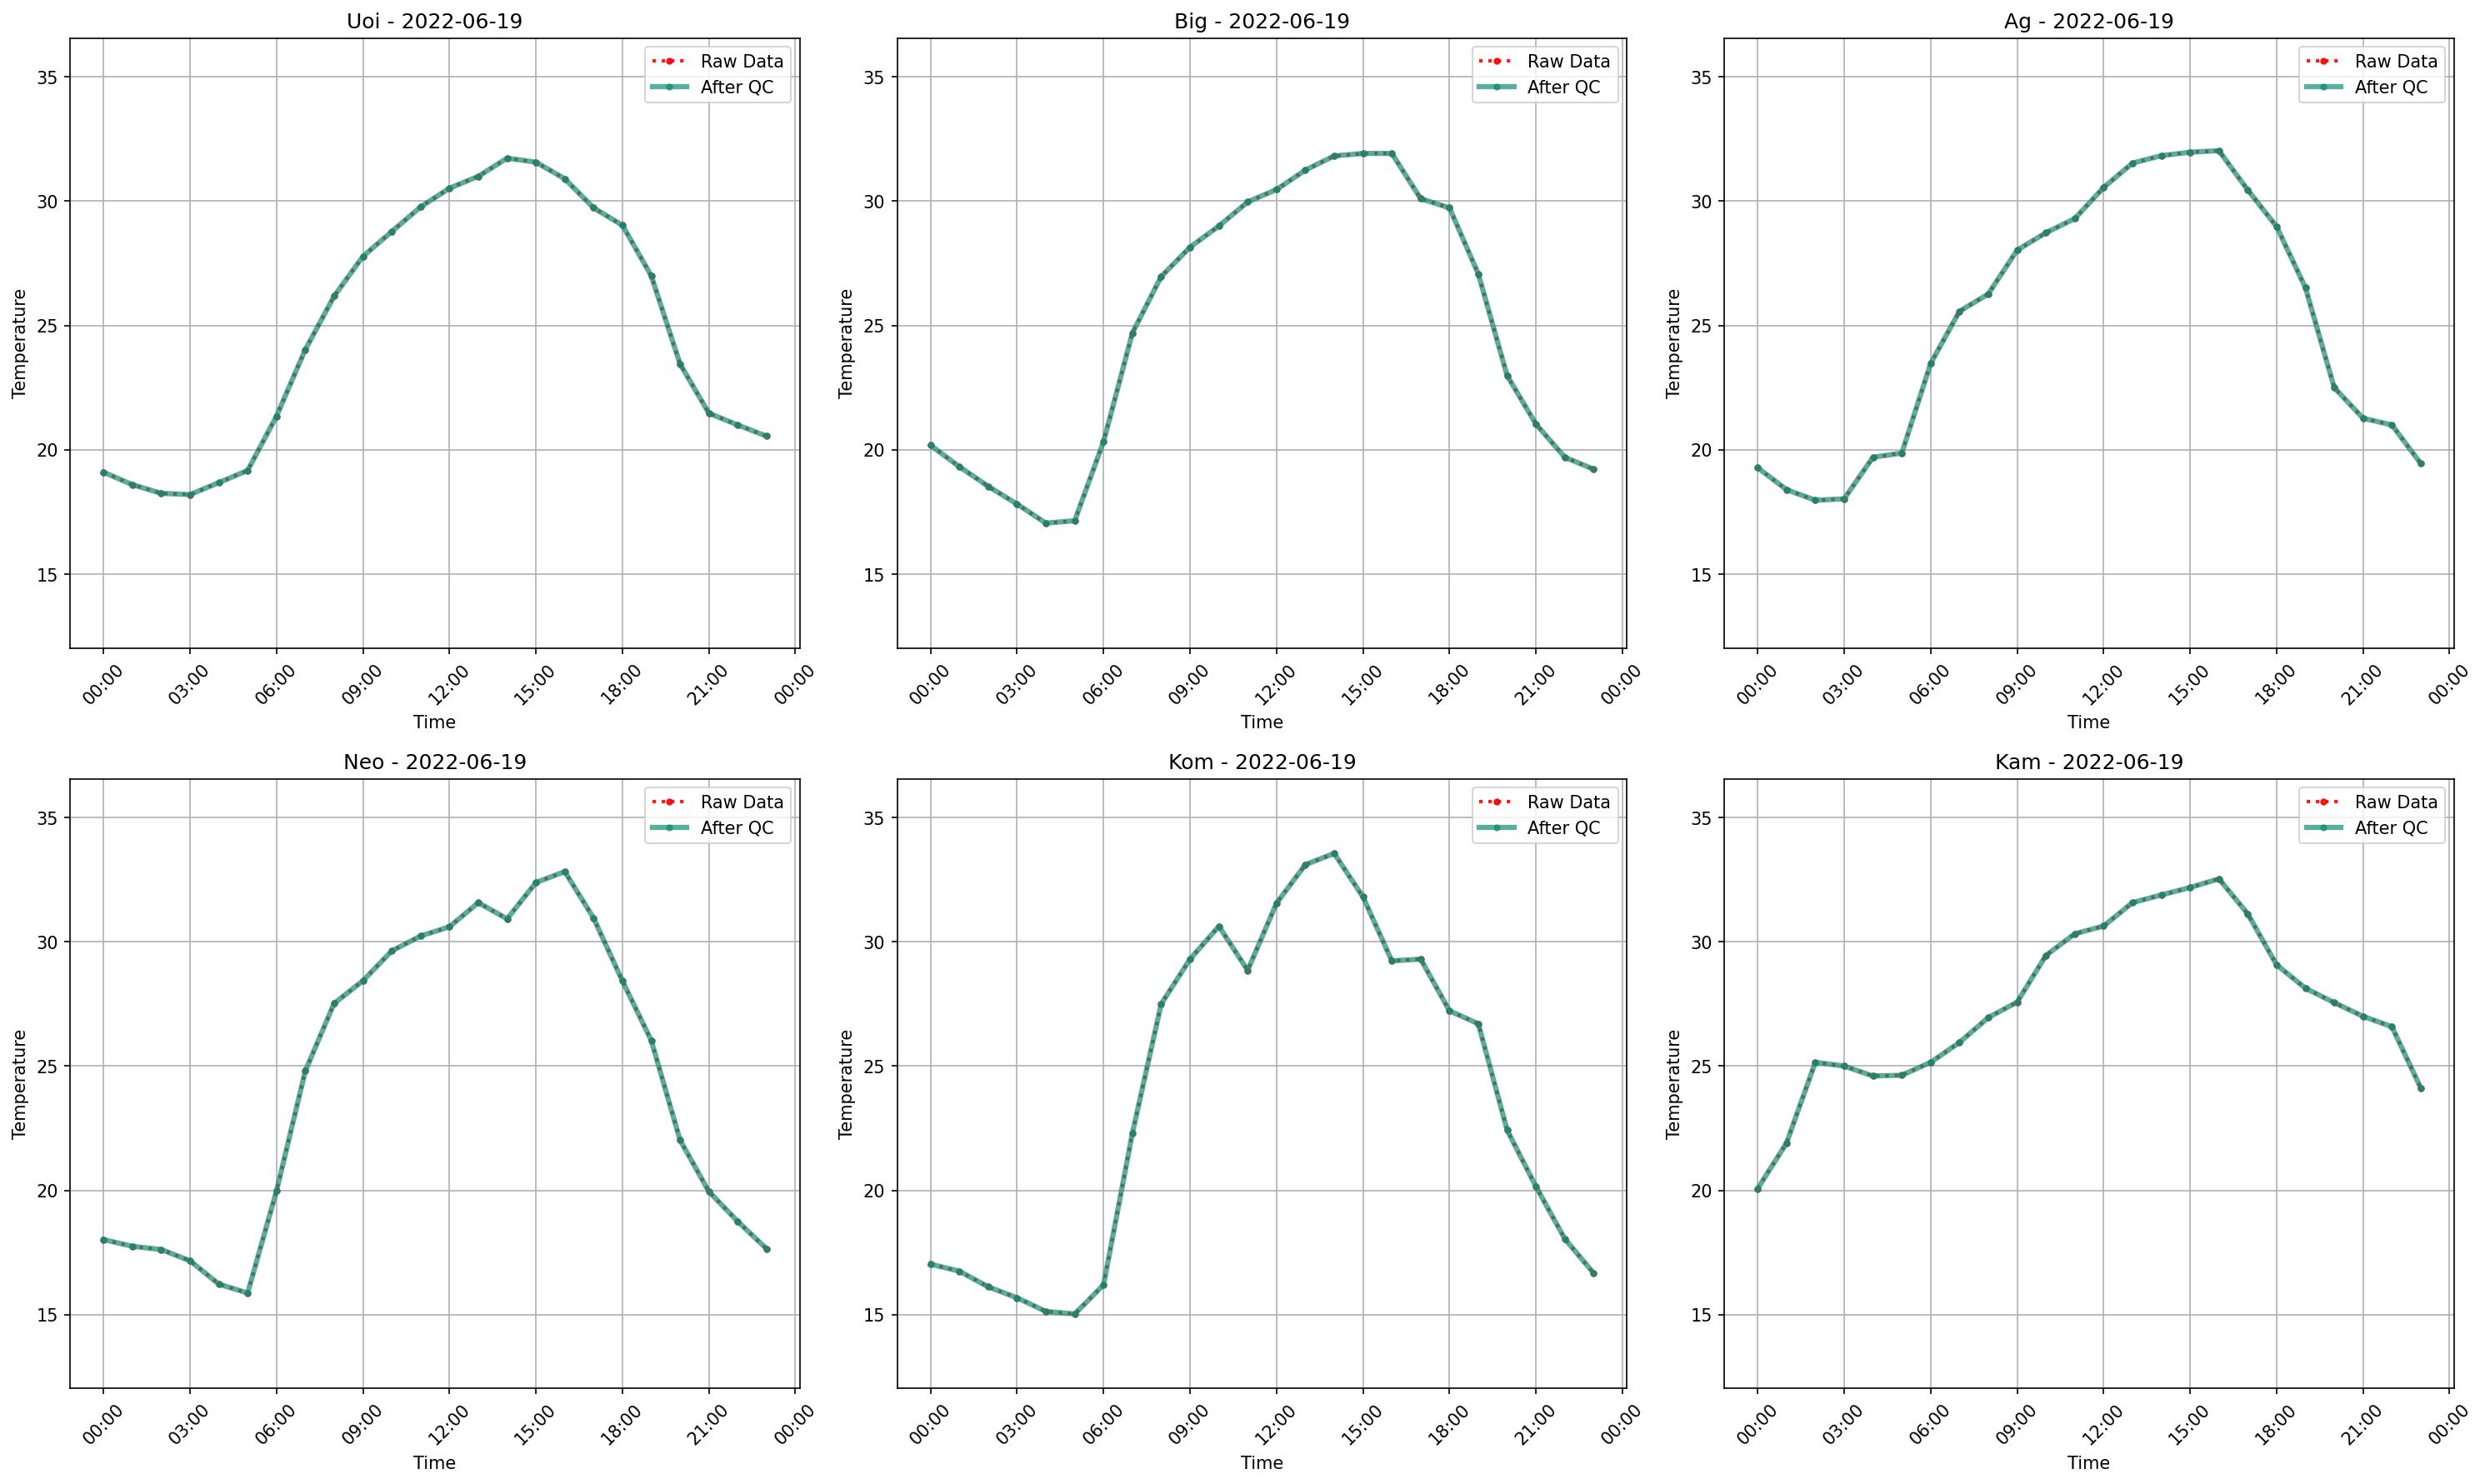 Uoi - 2022-06-19
Raw Data
After QC
35
30
25
20
15
Temperature
00:00
03:00
06:00
09:00
12:00
15:00
18:00
21:00
00:00
Time
Big - 2022-06-19
Raw Data
After QC
35
30
25
20
15
Temperature
00:00
03:00
06:00
09:00
12:00
15:00
18:00
21:00
00:00
Time
Ag - 2022-06-19
Raw Data
After QC
35
30
25
20
15
Temperature
00:00
03:00
06:00
09:00
12:00
15:00
18:00
21:00
00:00
Time
Neo - 2022-06-19
Raw Data
After QC
35
30
25
20
15
Temperature
00:00
03:00
06:00
09:00
12:00
15:00
18:00
21:00
00:00
Time
Kom - 2022-06-19
Raw Data
After QC
35
30
25
20
15
Temperature
00:00
03:00
06:00
09:00
12:00
15:00
18:00
21:00
00:00
Time
Kam - 2022-06-19
Raw Data
After QC
35
30
25
20
15
Temperature
00:00
03:00
06:00
09:00
12:00
15:00
18:00
21:00
00:00
Time